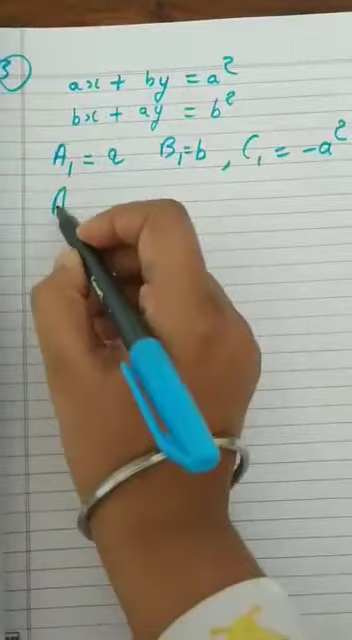 3
ax + by = a²
bx + ay = b²
A₁ = a B₁=b , C₁ = -a²
A